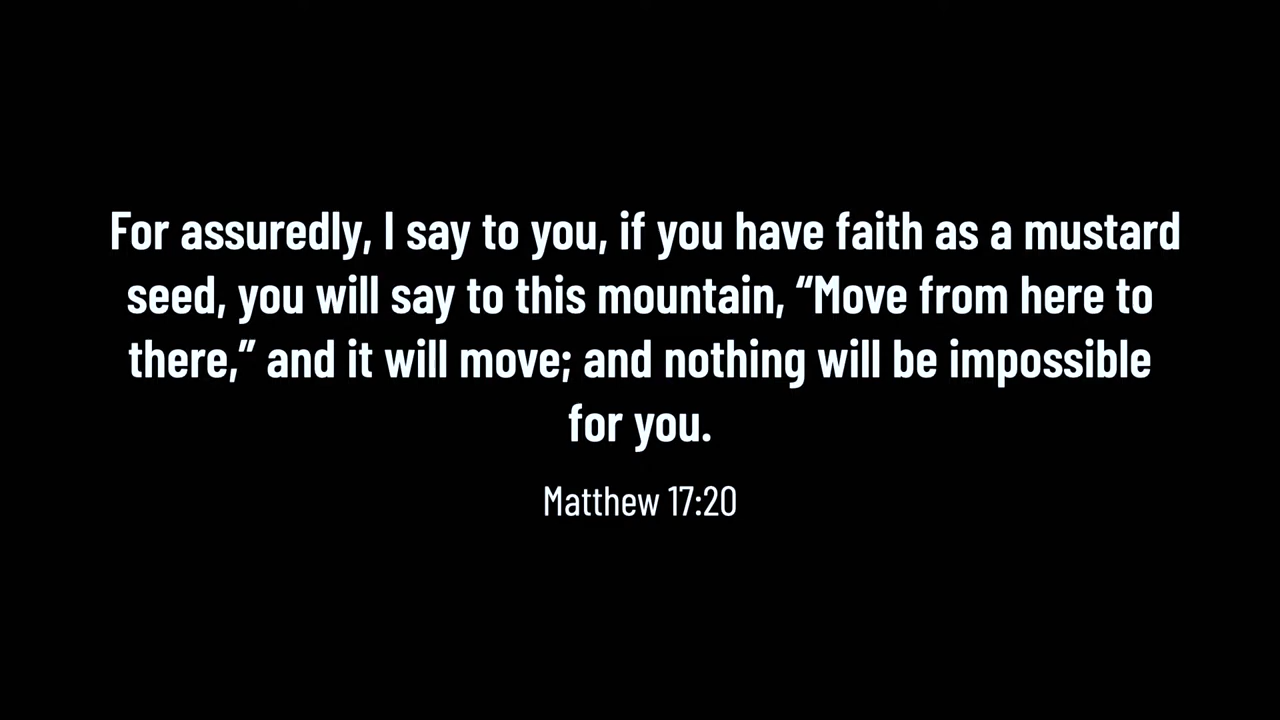 For assuredly, I say to you, if you have faith as a mustard
seed, you will say to this mountain, “Move from here to
there,” and it will move; and nothing will be impossible
for you.
Matthew 17:20